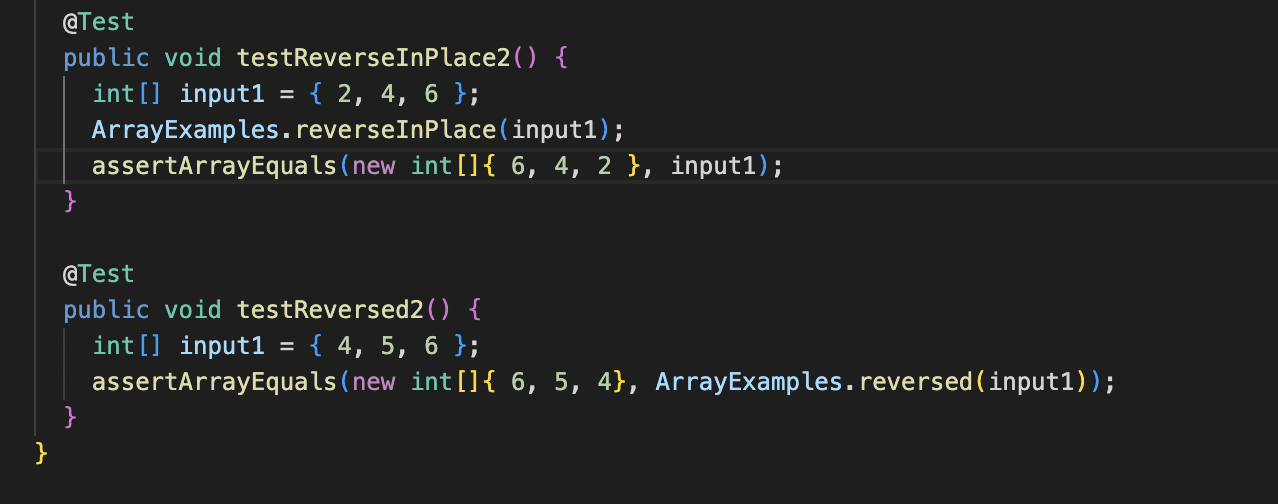 @Test
public void testReverseInPlace2() {
int[] input1 = { 2, 4, 6 };
ArrayExamples.reverseInPlace(input1);
assertArrayEquals(new int[]{ 6, 4, 2 }, input1);
}
@Test
public void testReversed2() {
int[] input1 = { 4, 5, 6 };
assertArrayEquals(new int[]{ 6, 5, 4}, ArrayExamples.reversed(input1));
}
}